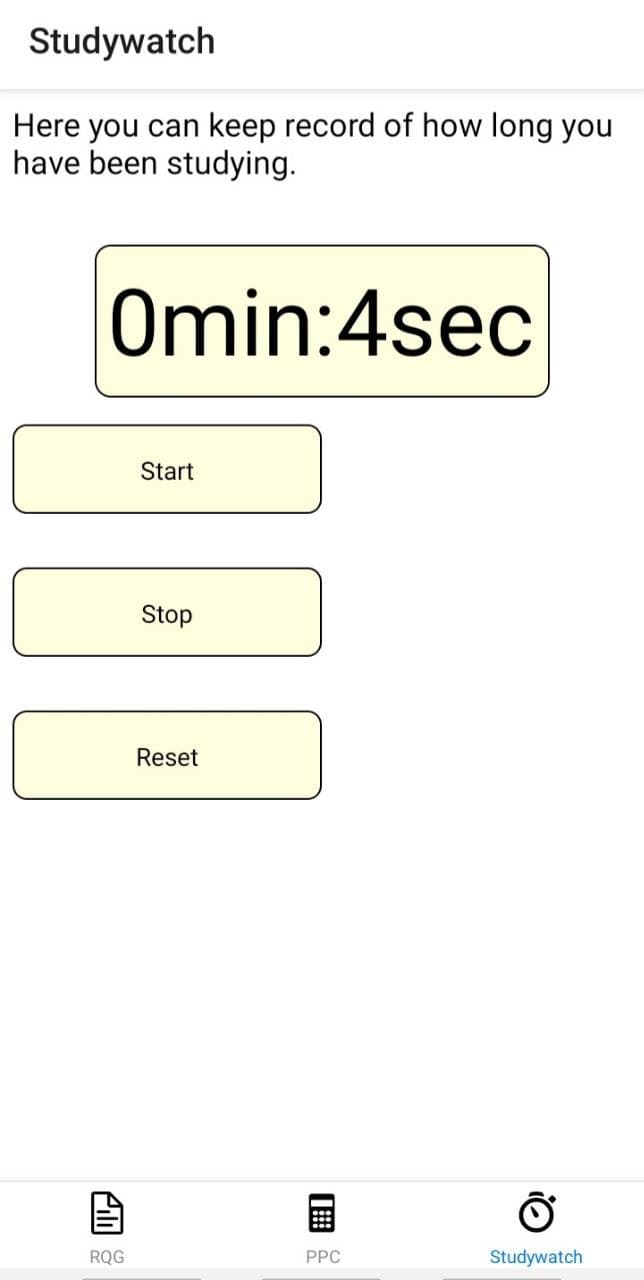 Studywatch
Here you can keep record of how long you
have been studying.
0min:4sec
Start
Stop
Reset
RQG
PPC
Studywatch